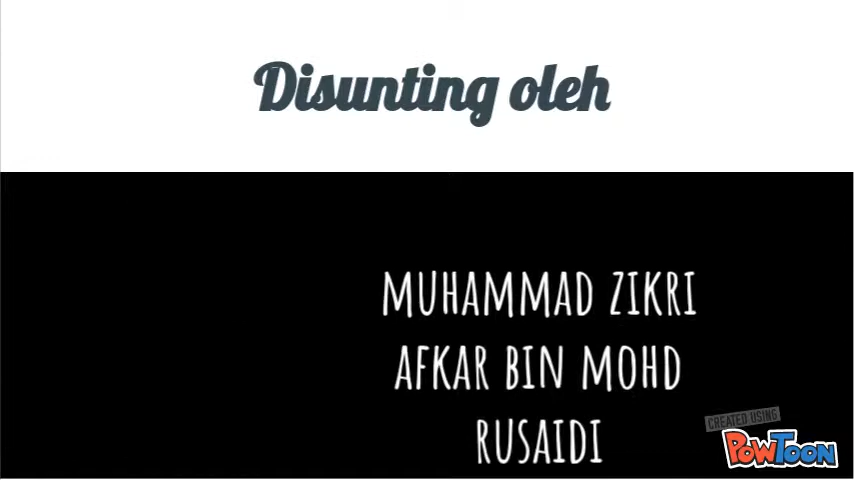 Disunting oleh
MUHAMMAD ZIKRI
AFKAR BIN MOHD
RUSAIDI
CREATED USING
POWTOON